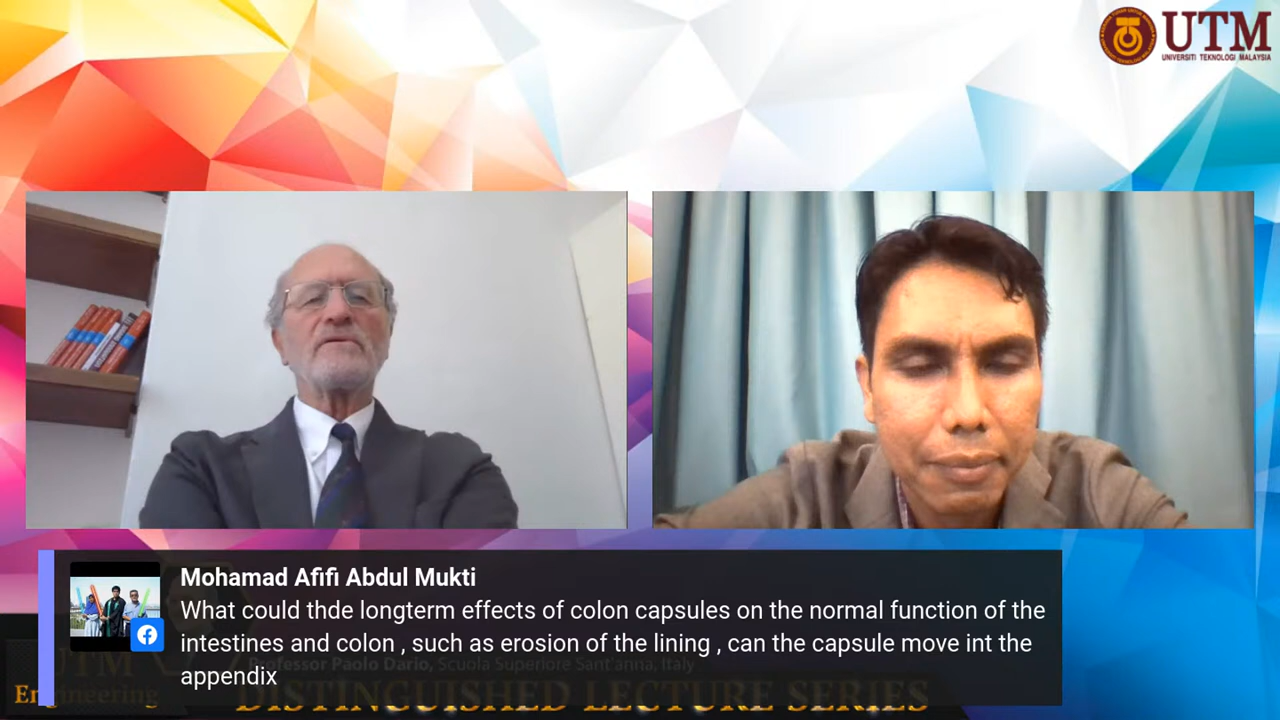 UTM
UNIVERSITI TEKNOLOGI MALAYSIA
Mohamad Afifi Abdul Mukti
What could thde longterm effects of colon capsules on the normal function of the
intestines and colon , such as erosion of the lining , can the capsule move int the
appendix
Professor Paolo Dario, Scuola Superiore Sant'anna, Italy
UTM
Engineering
DISTINGUISHED LECTURE SERIES